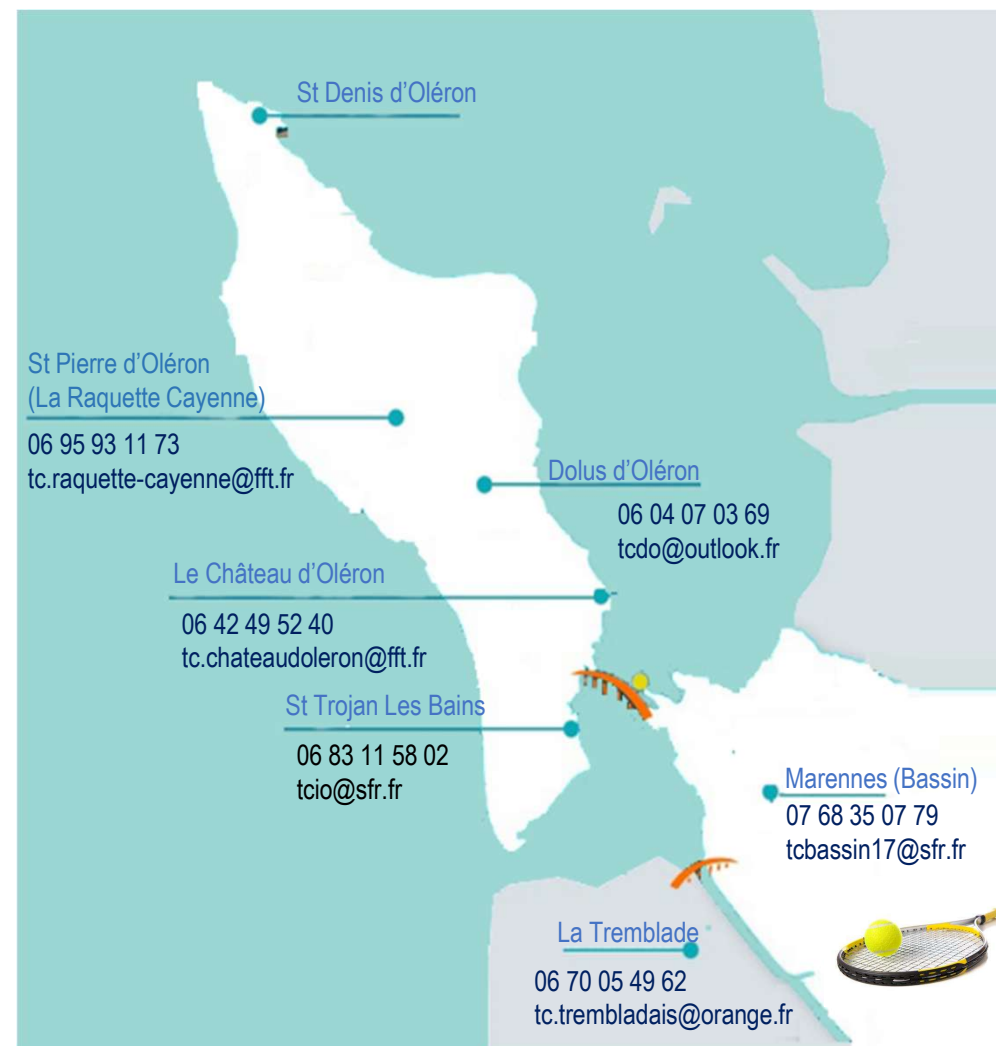 St Denis d'Oléron
St Pierre d'Oléron
(La Raquette Cayenne)
06 95 93 11 73
tc.raquette-cayenne@fft.fr
Dolus d'Oléron
06 04 07 03 69
tcdo@outlook.fr
Le Château d'Oléron
06 42 49 52 40
tc.chateaudoleron@fft.fr
St Trojan Les Bains
06 83 11 58 02
tcio@sfr.fr
Marennes (Bassin)
07 68 35 07 79
tcbassin17@sfr.fr
La Tremblade
06 70 05 49 62
tc.trembladais@orange.fr